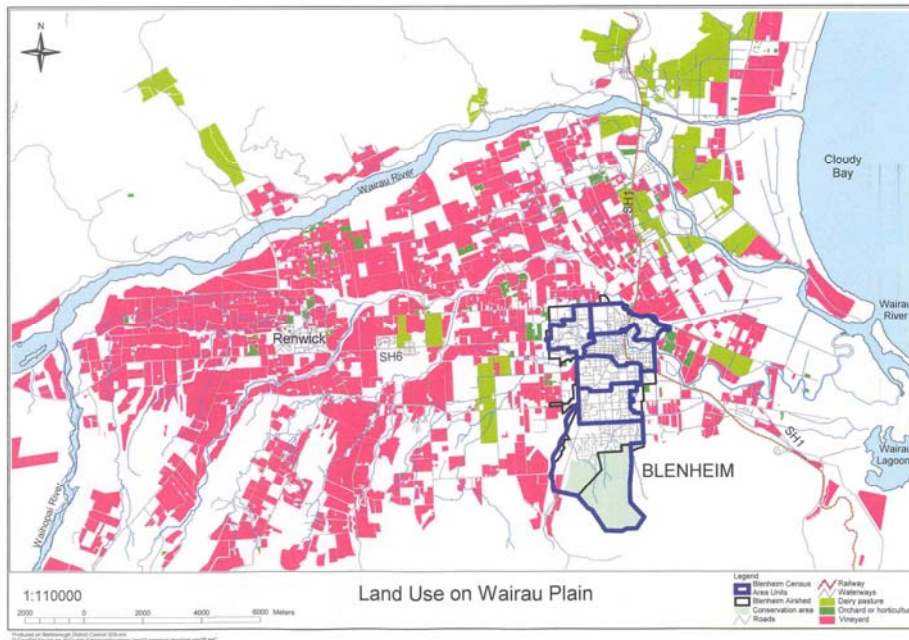 N
Cloudy
Bay
Wairau River
SH1
Wairau
River
Renwick
SH6
SH1
Wairau
Lagoon
BLENHEIM
Waihopai River
1:110000
2000 0 2000 4000 6000 Meters
Land Use on Wairau Plain
Legend
Blenheim Census
Area Units
Blenheim Airshed
Conservation area
Roads
Railway
Waterways
Dairy pasture
Orchard or horticultur
Vineyard